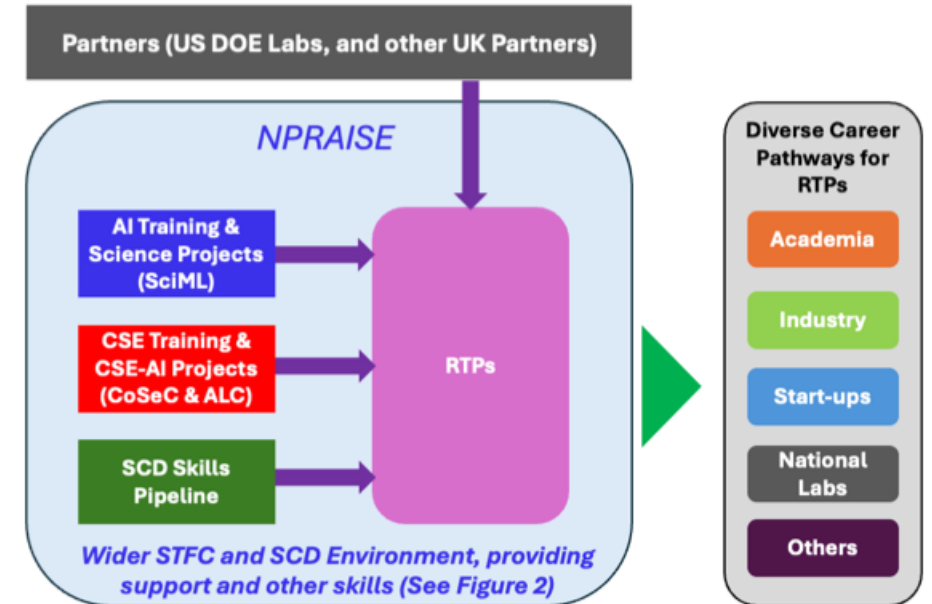 Partners (US DOE Labs, and other UK Partners)
NPRAISE
AI Training &
Science Projects
(SciML)
CSE Training &
CSE-AI Projects
(CoSeC & ALC)
SCD Skills
Pipeline
RTPs
Wider STFC and SCD Environment, providing
support and other skills (See Figure 2)
Diverse Career
Pathways for
RTPs
Academia
Industry
Start-ups
National
Labs
Others